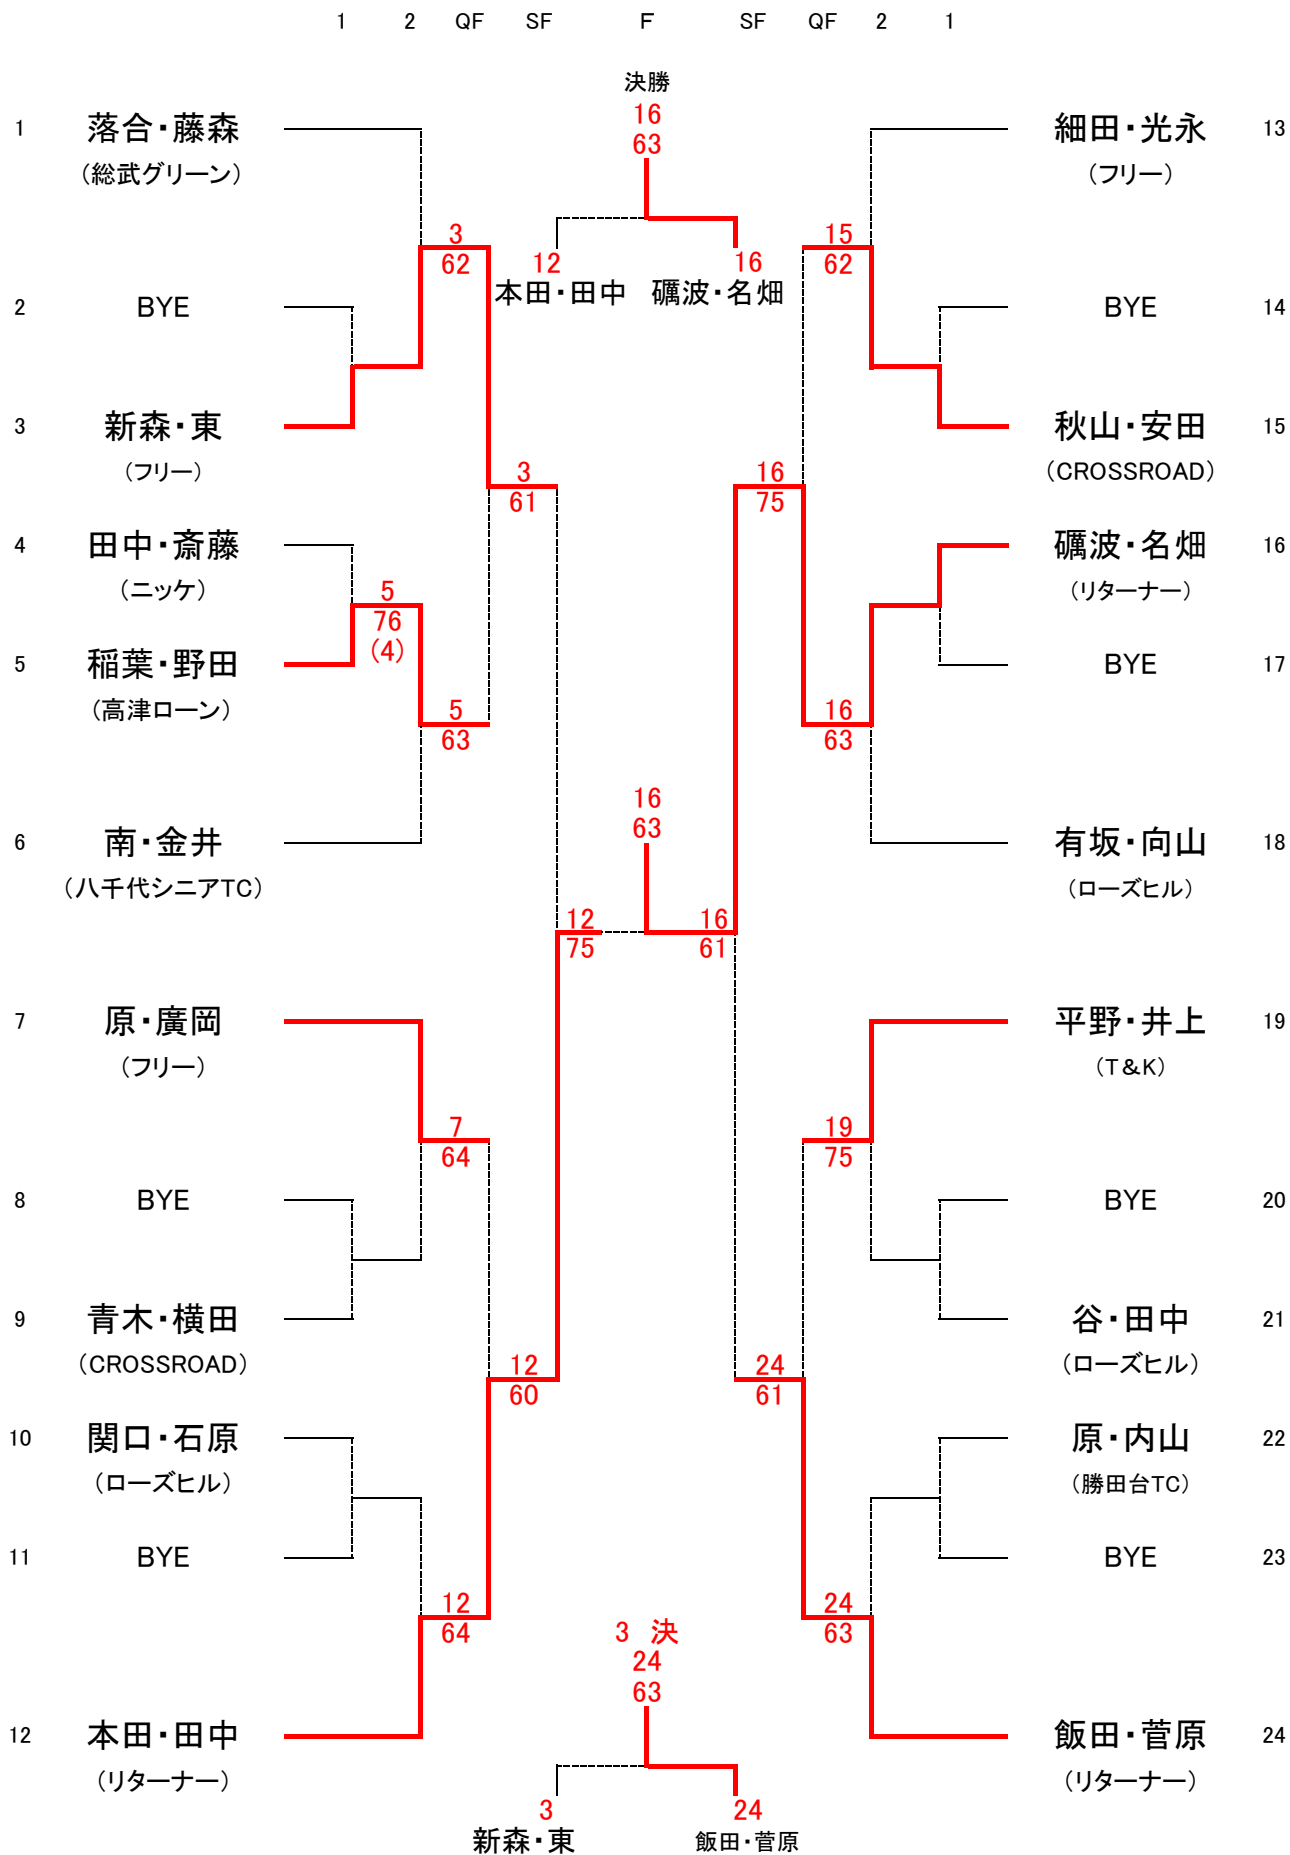 1 2 QF SF F SF QF 2 1
決勝
16
63
1 落合・藤森 細田・光永 13
(総武グリーン) (フリー)
3 15
62 62
12 16
本田・田中 礪波・名畑
2 BYE BYE 14
3 新森・東 秋山・安田 15
(フリー) (CROSSROAD)
3 16
61 75
4 田中・斎藤 礪波・名畑 16
(ニッケ) (リターナー)
5
76
(4)
5 稲葉・野田 BYE 17
(高津ローン)
5 16
63 63
16
63
6 南・金井 有坂・向山 18
(八千代シニアTC) (ローズヒル)
12 16
75 61
7 原・廣岡 平野・井上 19
(フリー) (T&K)
7 19
64 75
8 BYE BYE 20
9 青木・横田 谷・田中 21
(CROSSROAD) (ローズヒル)
12 24
60 61
10 関口・石原 原・内山 22
(ローズヒル) (勝田台TC)
11 BYE BYE 23
12 24
64 63
3 決
24
63
12 本田・田中 飯田・菅原 24
(リターナー) (リターナー)
3 24
新森・東 飯田・菅原